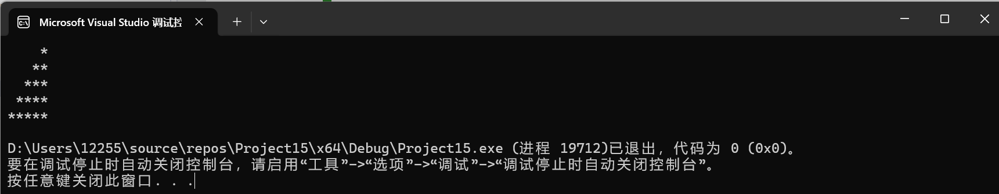 Microsoft Visual Studio 调试控
    *
   **
  ***
 ****
*****
D:\Users\12255\source\repos\Project15\x64\Debug\Project15.exe (进程 19712)已退出，代码为 0 (0x0)。
要在调试停止时自动关闭控制台，请启用“工具”->“选项”->“调试”->“调试停止时自动关闭控制台”。
按任意键关闭此窗口. . .